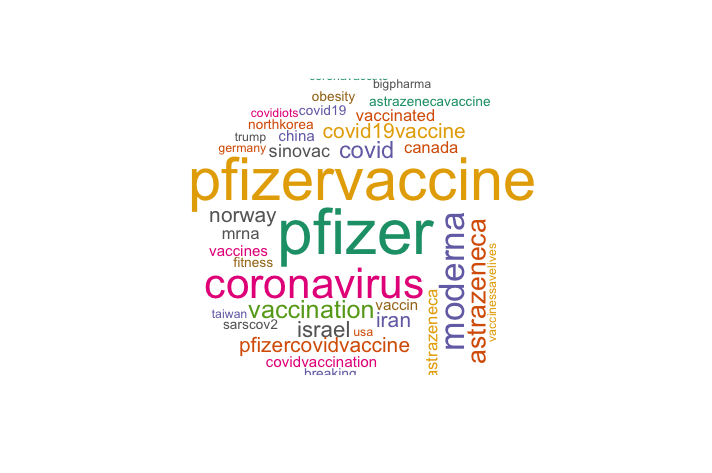 bigpharma
obesity
astrazenecavaccine
covidiots
covid19
vaccinated
northkorea
covid19vaccine
trump
china
germany
sinovac
covid
canada
pfizervaccine
norway
pfizer
mrna
moderna
astrazeneca
vaccines
vaccinessavelives
fitness
coronavirus
astrazeneca
vaccination
vaccin
taiwan
iran
sarscov2
israel
usa
pfizercovidvaccine
covidvaccination
breaking